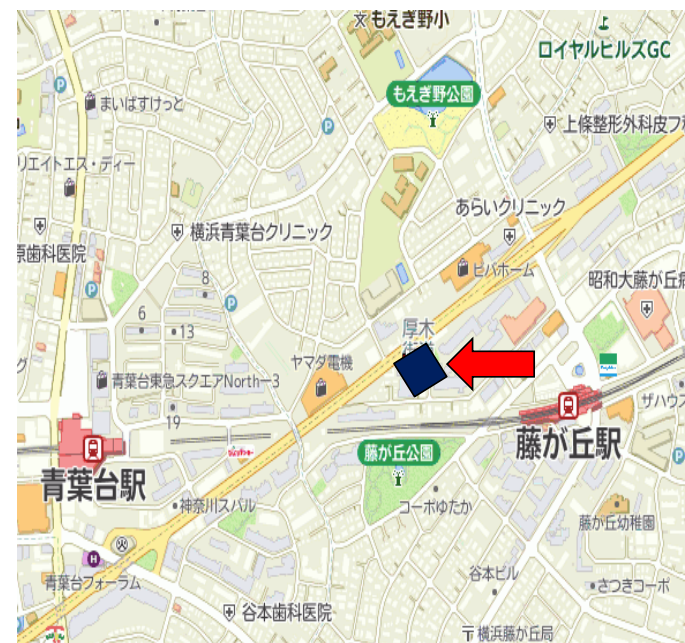 もえぎ野小
ロイヤルヒルズGC
もえぎ野公園
まいばすけっと
上條整形外科皮フ
リエイトエス・ディー
あらいクリニック
横浜青葉台クリニック
原歯科医院
ビバホーム
昭和大藤が丘病
8
6
13
厚木
ヤマダ電機
青葉台東急スクエアNorth-3
ザハウス
19
藤が丘公園
藤が丘駅
青葉台駅
神奈川スバル
コーポゆたか
藤が丘幼稚園
谷本ビル
青葉台フォーラム
さつきコーポ
谷本歯科医院
横浜藤が丘局